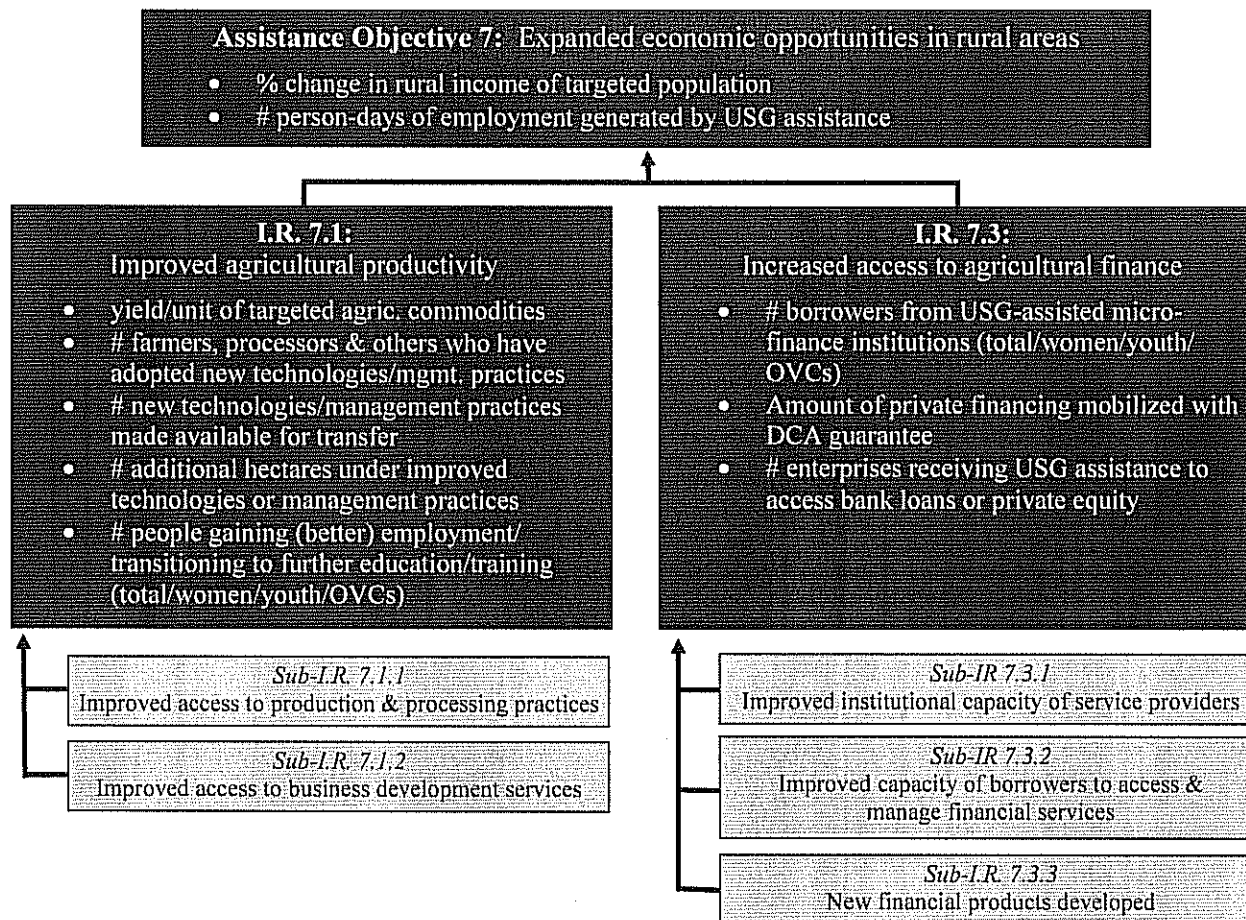 Assistance Objective 7: Expanded economic opportunities in rural areas
• % change in rural income of targeted population
• # person-days of employment generated by USG assistance
I.R. 7.1:
Improved agricultural productivity
• yield/unit of targeted agric. commodities
• # farmers, processors & others who have
adopted new technologies/mgmt. practices
• # new technologies/management practices
made available for transfer
• # additional hectares under improved
technologies or management practices
• # people gaining (better) employment/
transitioning to further education/training
(total/women/youth/OVCs)
Sub-I.R. 7.1.1
Improved access to production & processing practices
Sub-I.R. 7.1.2
Improved access to business development services
I.R. 7.3:
Increased access to agricultural finance
• # borrowers from USG-assisted micro-
finance institutions (total/women/youth/
OVCs)
• Amount of private financing mobilized with
DCA guarantee
• # enterprises receiving USG assistance to
access bank loans or private equity
Sub-IR 7.3.1
Improved institutional capacity of service providers
Sub-IR 7.3.2
Improved capacity of borrowers to access &
manage financial services
Sub-I.R. 7.3.3
New financial products developed